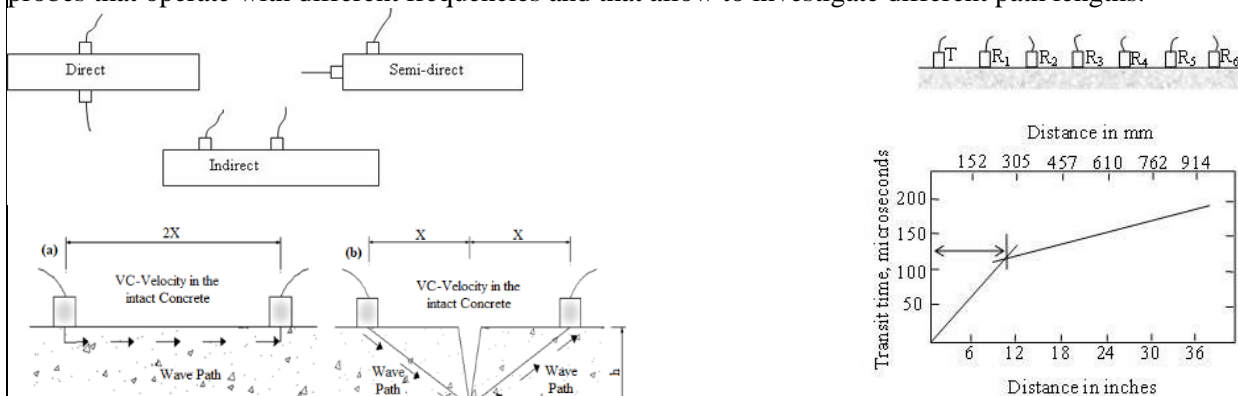 probes that operate with different frequencies and that allow to investigate different path lengths.
Direct
Semi-direct
Indirect
T R1 R2 R3 R4 R5 R6
Distance in mm
152 305 457 610 762 914
Transit time, microseconds
200
150
100
50
6 12 18 24 30 36
Distance in inches
(a)
2X
VC-Velocity in the
intact Concrete
Wave Path
(b)
X X
VC-Velocity in the
intact Concrete
Wave
Path
Wave
Path
h